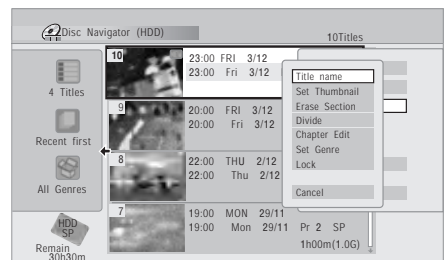 Disc Navigator (HDD)
10Titles
4 Titles
Recent first
All Genres
HDD
SP
Remain
30h30m
10
23:00 FRI 3/12
23:00 Fri 3/12
9
20:00 FRI 3/12
20:00 Fri 3/12
8
22:00 THU 2/12
22:00 Thu 2/12
7
19:00 MON 29/11
19:00 Mon 29/11 Pr 2 SP
1h00m(1.0G)
Title name
Set Thumbnail
Erase Section
Divide
Chapter Edit
Set Genre
Lock
Cancel